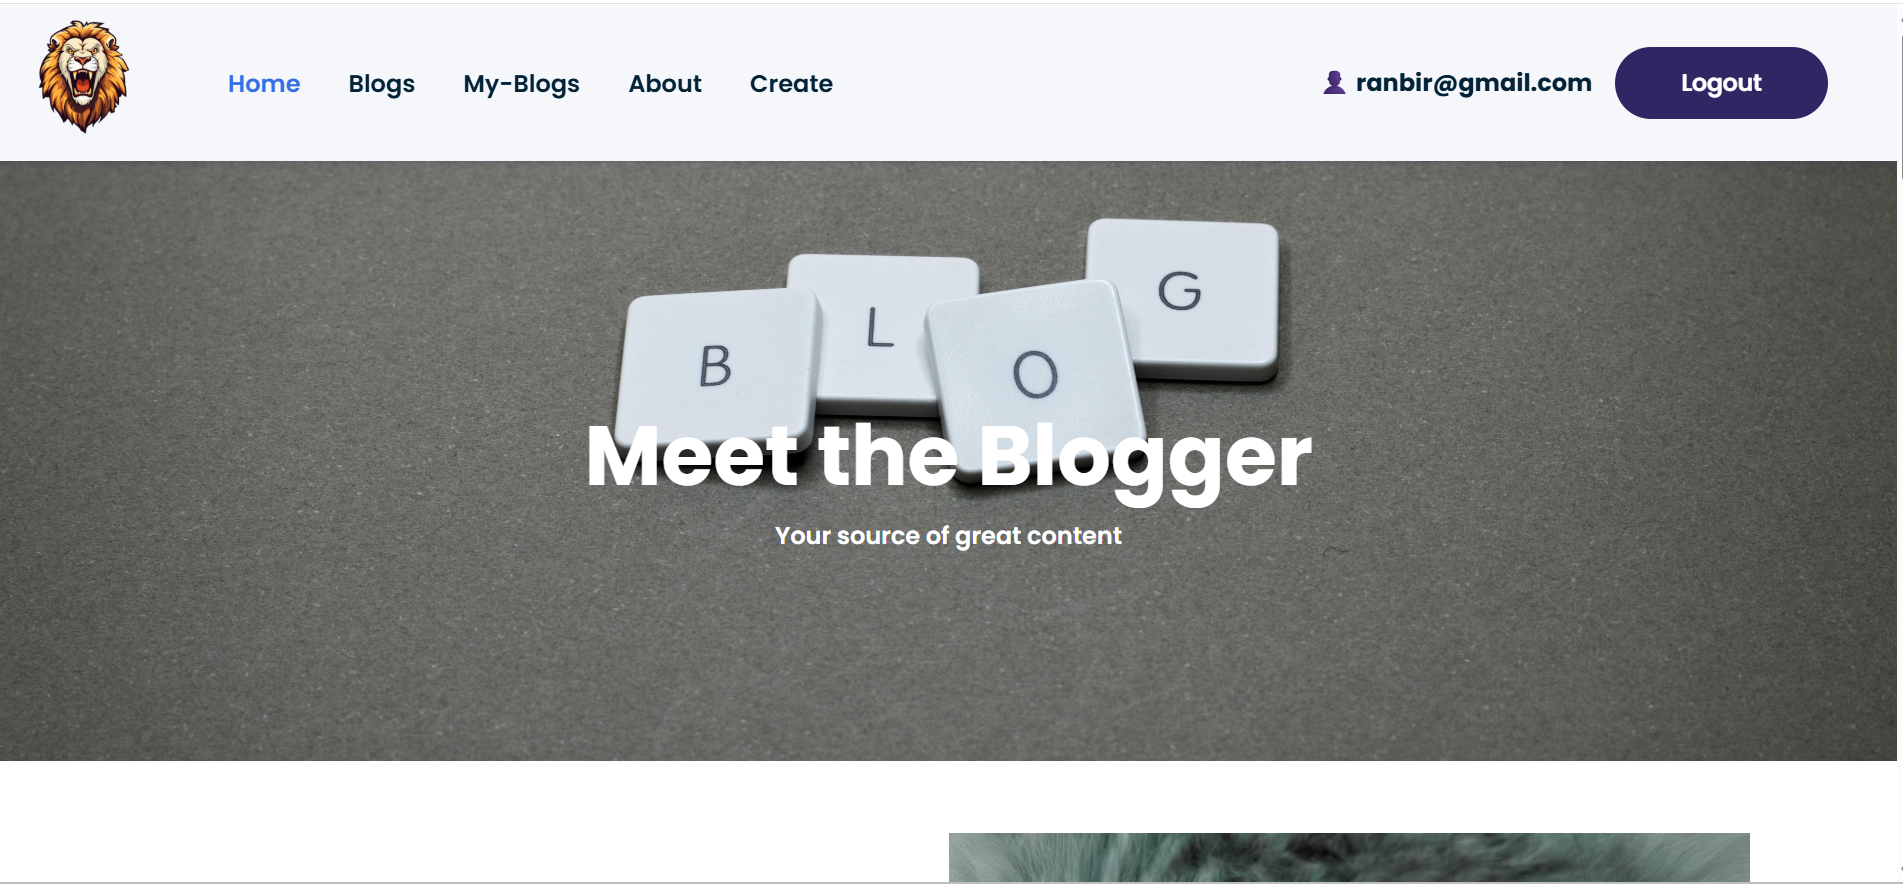 Home Blogs My-Blogs About Create ranbir@gmail.com Logout
B L O G
Meet the Blogger
Your source of great content